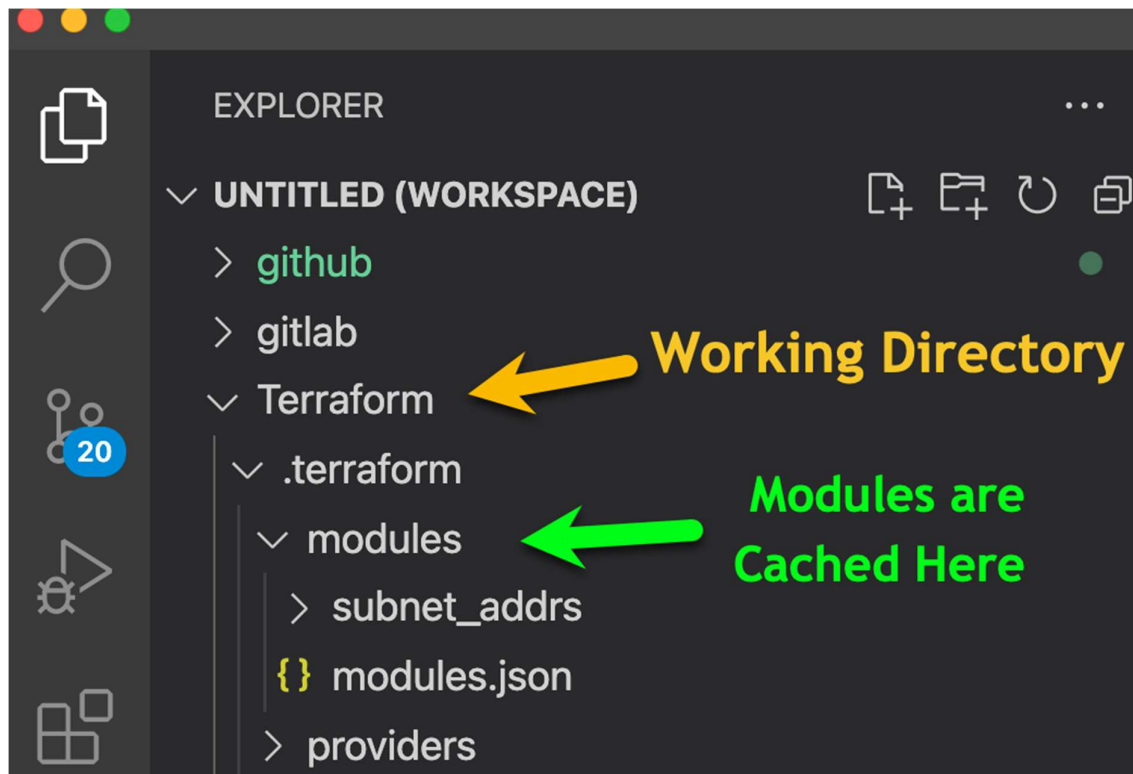 EXPLORER
UNTITLED (WORKSPACE)
github
gitlab
Working Directory
Terraform
20
.terraform
Modules are
modules
Cached Here
subnet_addrs
{} modules.json
providers